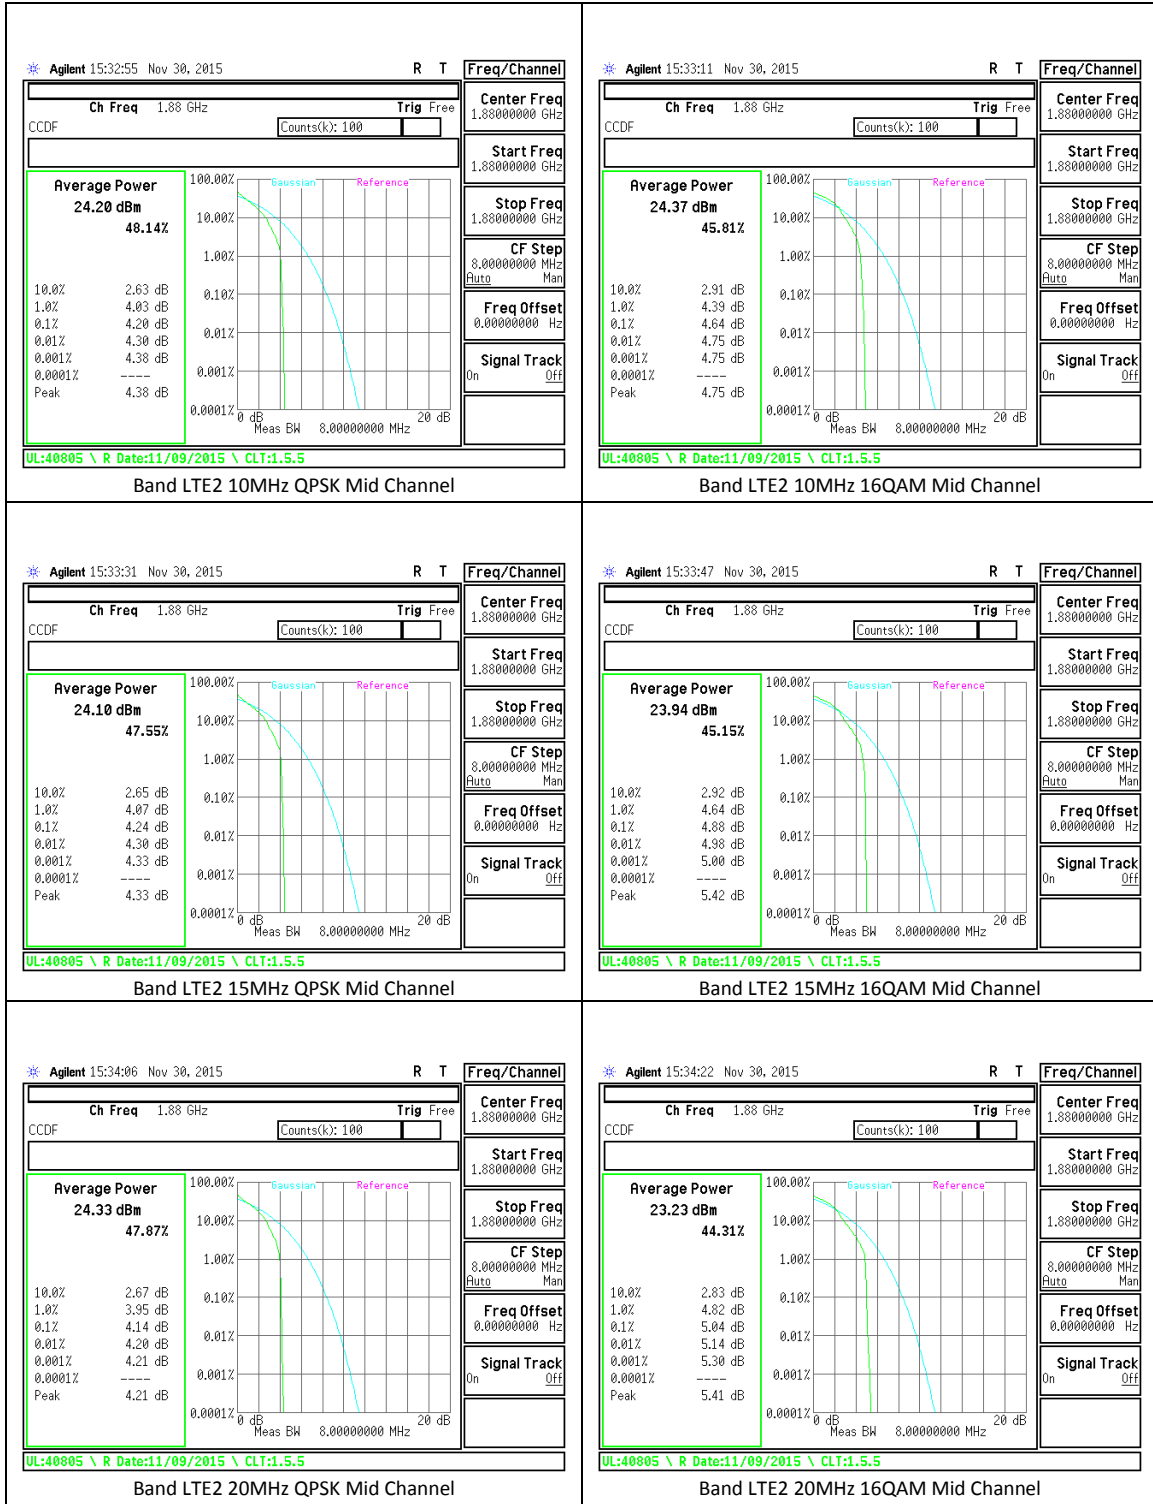 Agilent 15:32:55 Nov 30, 2015 R T Freq/Channel
Ch Freq 1.88 GHz Trig Free
CCDF Counts(k): 100
Average Power
24.20 dBm
48.14%
10.0% 2.63 dB
1.0% 4.03 dB
0.1% 4.20 dB
0.01% 4.30 dB
0.001% 4.38 dB
0.0001% ----
Peak 4.38 dB
100.00%
10.00%
1.00%
0.10%
0.01%
0.001%
0.0001%
Gaussian Reference
0 dB 20 dB
Meas BW 8.00000000 MHz
Center Freq
1.88000000 GHz
Start Freq
1.88000000 GHz
Stop Freq
1.88000000 GHz
CF Step
8.00000000 MHz
Auto Man
Freq Offset
0.00000000 Hz
Signal Track
On Off
UL:40805 \ R Date:11/09/2015 \ CLT:1.5.5
Band LTE2 10MHz QPSK Mid Channel
Agilent 15:33:11 Nov 30, 2015 R T Freq/Channel
Ch Freq 1.88 GHz Trig Free
CCDF Counts(k): 100
Average Power
24.37 dBm
45.81%
10.0% 2.91 dB
1.0% 4.39 dB
0.1% 4.64 dB
0.01% 4.75 dB
0.001% 4.75 dB
0.0001% ----
Peak 4.75 dB
100.00%
10.00%
1.00%
0.10%
0.01%
0.001%
0.0001%
Gaussian Reference
0 dB 20 dB
Meas BW 8.00000000 MHz
Center Freq
1.88000000 GHz
Start Freq
1.88000000 GHz
Stop Freq
1.88000000 GHz
CF Step
8.00000000 MHz
Auto Man
Freq Offset
0.00000000 Hz
Signal Track
On Off
UL:40805 \ R Date:11/09/2015 \ CLT:1.5.5
Band LTE2 10MHz 16QAM Mid Channel
Agilent 15:33:31 Nov 30, 2015 R T Freq/Channel
Ch Freq 1.88 GHz Trig Free
CCDF Counts(k): 100
Average Power
24.10 dBm
47.55%
10.0% 2.65 dB
1.0% 4.07 dB
0.1% 4.24 dB
0.01% 4.30 dB
0.001% 4.33 dB
0.0001% ----
Peak 4.33 dB
100.00%
10.00%
1.00%
0.10%
0.01%
0.001%
0.0001%
Gaussian Reference
0 dB 20 dB
Meas BW 8.00000000 MHz
Center Freq
1.88000000 GHz
Start Freq
1.88000000 GHz
Stop Freq
1.88000000 GHz
CF Step
8.00000000 MHz
Auto Man
Freq Offset
0.00000000 Hz
Signal Track
On Off
UL:40805 \ R Date:11/09/2015 \ CLT:1.5.5
Band LTE2 15MHz QPSK Mid Channel
Agilent 15:33:47 Nov 30, 2015 R T Freq/Channel
Ch Freq 1.88 GHz Trig Free
CCDF Counts(k): 100
Average Power
23.94 dBm
45.15%
10.0% 2.92 dB
1.0% 4.64 dB
0.1% 4.88 dB
0.01% 4.98 dB
0.001% 5.00 dB
0.0001% ----
Peak 5.42 dB
100.00%
10.00%
1.00%
0.10%
0.01%
0.001%
0.0001%
Gaussian Reference
0 dB 20 dB
Meas BW 8.00000000 MHz
Center Freq
1.88000000 GHz
Start Freq
1.88000000 GHz
Stop Freq
1.88000000 GHz
CF Step
8.00000000 MHz
Auto Man
Freq Offset
0.00000000 Hz
Signal Track
On Off
UL:40805 \ R Date:11/09/2015 \ CLT:1.5.5
Band LTE2 15MHz 16QAM Mid Channel
Agilent 15:34:06 Nov 30, 2015 R T Freq/Channel
Ch Freq 1.88 GHz Trig Free
CCDF Counts(k): 100
Average Power
24.33 dBm
47.87%
10.0% 2.67 dB
1.0% 3.95 dB
0.1% 4.14 dB
0.01% 4.20 dB
0.001% 4.21 dB
0.0001% ----
Peak 4.21 dB
100.00%
10.00%
1.00%
0.10%
0.01%
0.001%
0.0001%
Gaussian Reference
0 dB 20 dB
Meas BW 8.00000000 MHz
Center Freq
1.88000000 GHz
Start Freq
1.88000000 GHz
Stop Freq
1.88000000 GHz
CF Step
8.00000000 MHz
Auto Man
Freq Offset
0.00000000 Hz
Signal Track
On Off
UL:40805 \ R Date:11/09/2015 \ CLT:1.5.5
Band LTE2 20MHz QPSK Mid Channel
Agilent 15:34:22 Nov 30, 2015 R T Freq/Channel
Ch Freq 1.88 GHz Trig Free
CCDF Counts(k): 100
Average Power
23.23 dBm
44.31%
10.0% 2.83 dB
1.0% 4.82 dB
0.1% 5.04 dB
0.01% 5.14 dB
0.001% 5.30 dB
0.0001% ----
Peak 5.41 dB
100.00%
10.00%
1.00%
0.10%
0.01%
0.001%
0.0001%
Gaussian Reference
0 dB 20 dB
Meas BW 8.00000000 MHz
Center Freq
1.88000000 GHz
Start Freq
1.88000000 GHz
Stop Freq
1.88000000 GHz
CF Step
8.00000000 MHz
Auto Man
Freq Offset
0.00000000 Hz
Signal Track
On Off
UL:40805 \ R Date:11/09/2015 \ CLT:1.5.5
Band LTE2 20MHz 16QAM Mid Channel